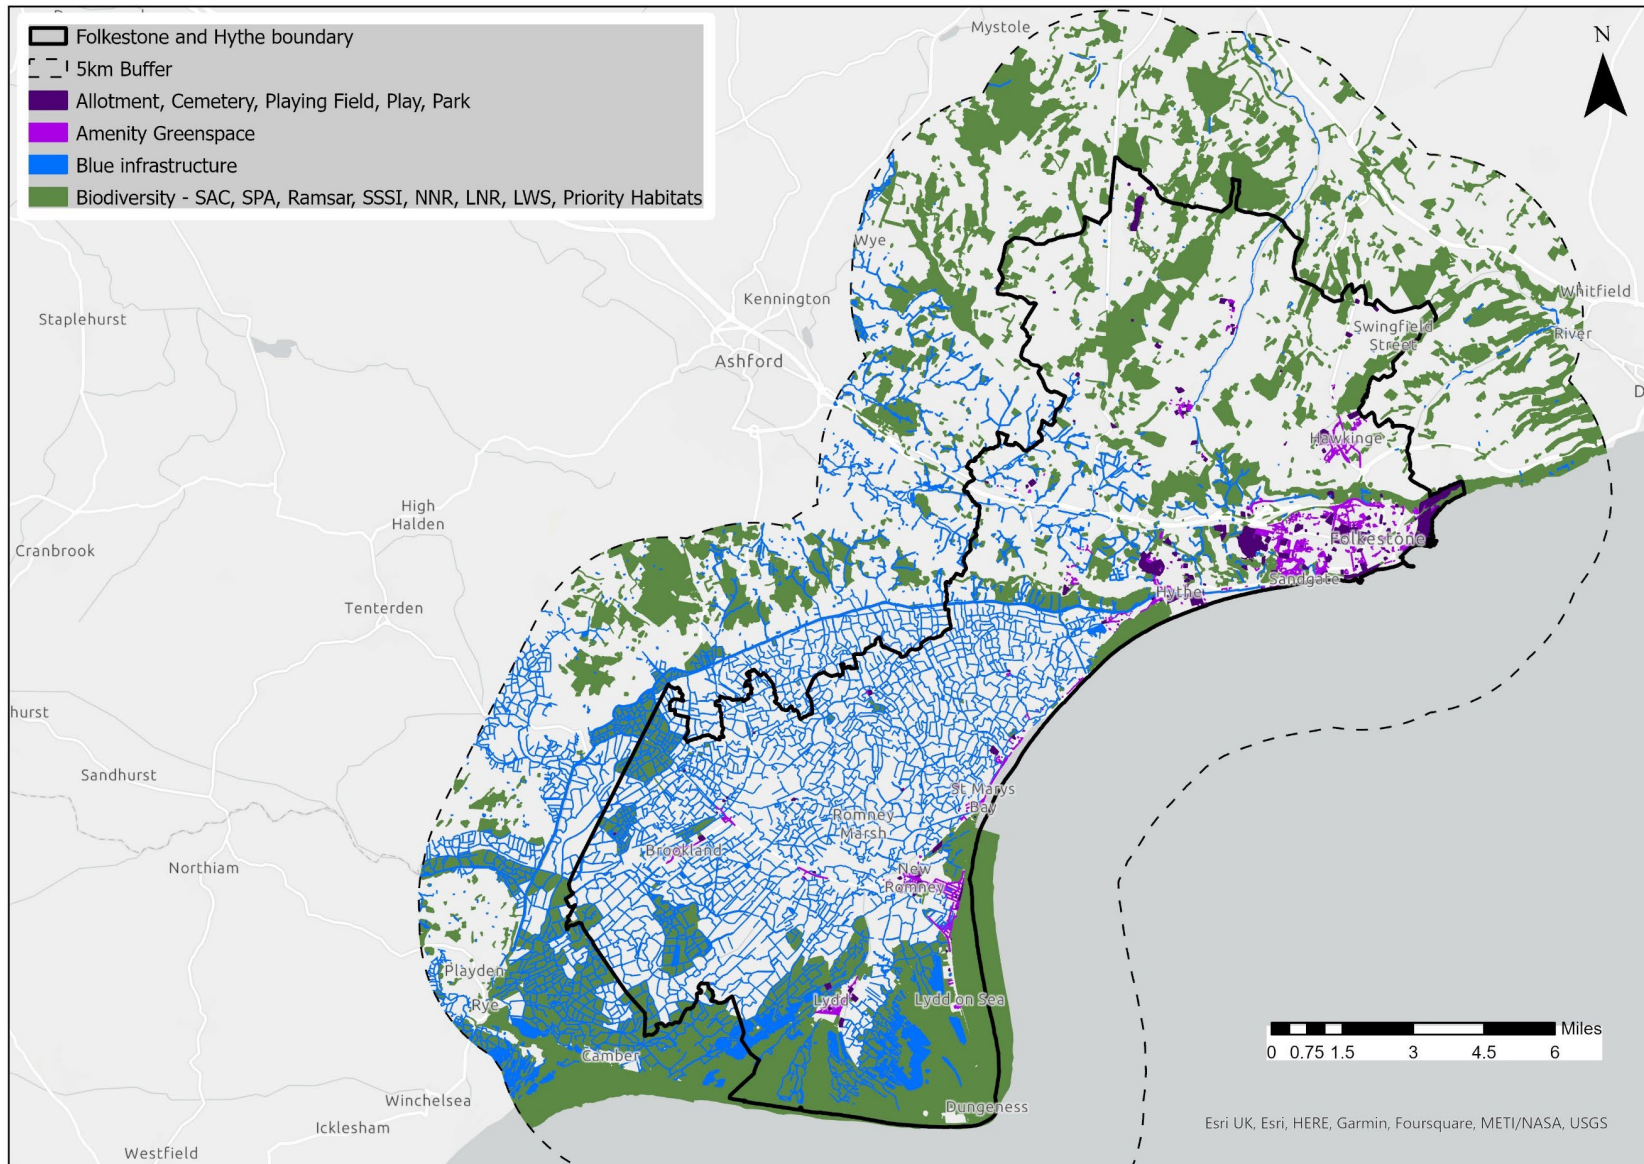 Folkestone and Hythe boundary
5km Buffer
Allotment, Cemetery, Playing Field, Play, Park
Amenity Greenspace
Blue infrastructure
Biodiversity - SAC, SPA, Ramsar, SSSI, NNR, LNR, LWS, Priority Habitats
Mystole
N
Wye
Kennington
Whitfield
Staplehurst
Swingfield
Street
River
Ashford
D
Hawkinge
High
Halden
Cranbrook
Folkestone
Sandgate
Hythe
Tenterden
hurst
Sandhurst
St Marys
Bay
Romney
Marsh
Brookland
Northiam
New
Romney
Playden
Rye
Lydd
Lydd on Sea
Camber
Miles
0 0.75 1.5 3 4.5 6
Winchelsea
Dungeness
Icklesham
Esri UK, Esri, HERE, Garmin, Foursquare, METI/NASA, USGS
Westfield